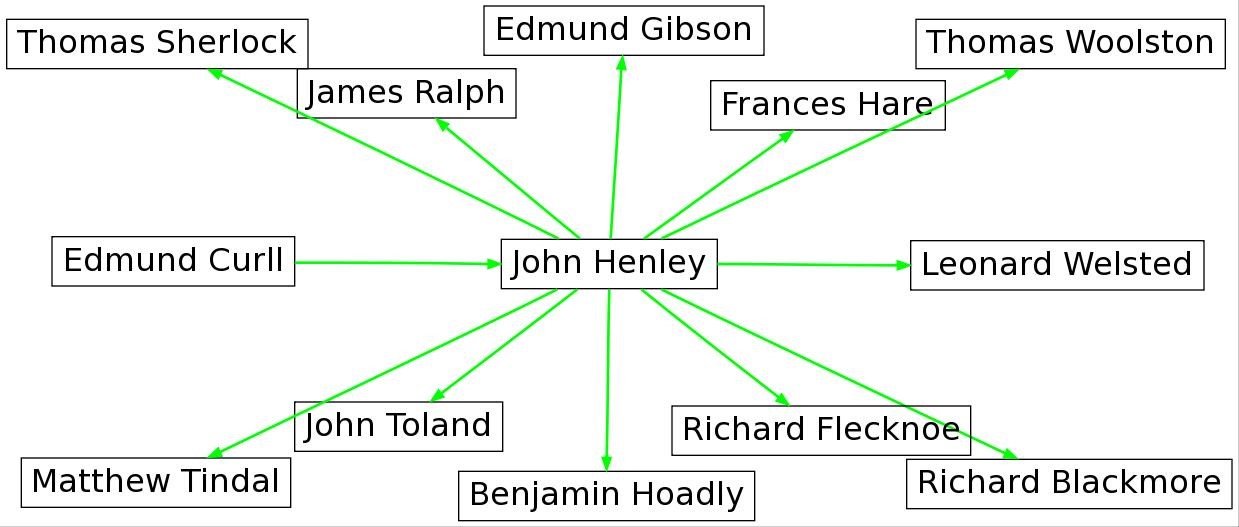 Thomas Sherlock
Edmund Gibson
Thomas Woolston
James Ralph
Frances Hare
Edmund Curll
John Henley
Leonard Welsted
John Toland
Richard Flecknoe
Matthew Tindal
Benjamin Hoadly
Richard Blackmore